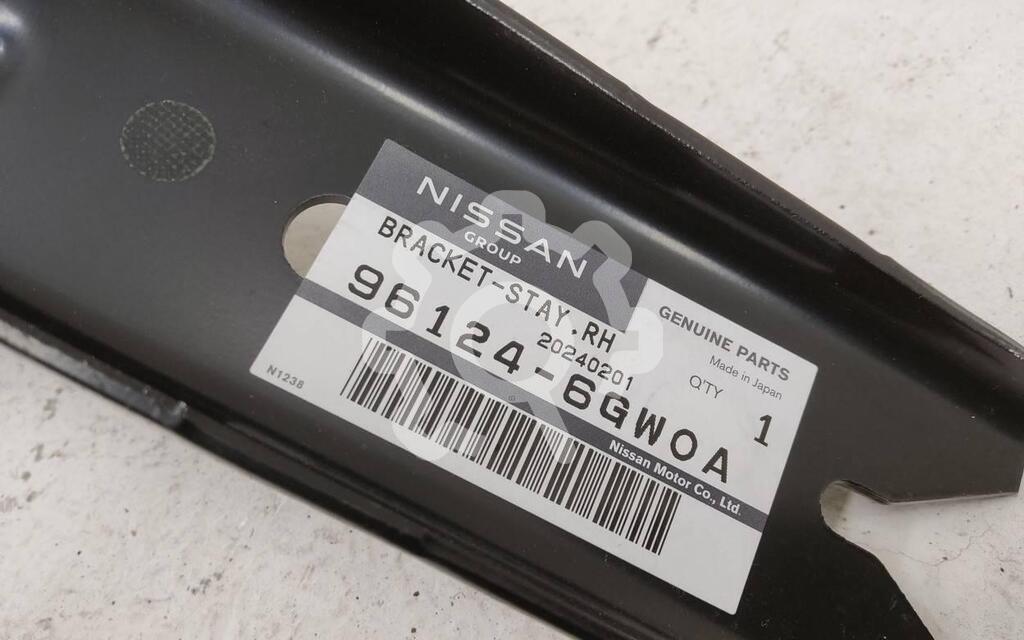 NISSAN
GROUP
BRACKET-STAY.RH
20240201
96124-6GW0A
GENUINE PARTS
Made in Japan
Q'TY 1
N1238
Nissan Motor Co., Ltd.